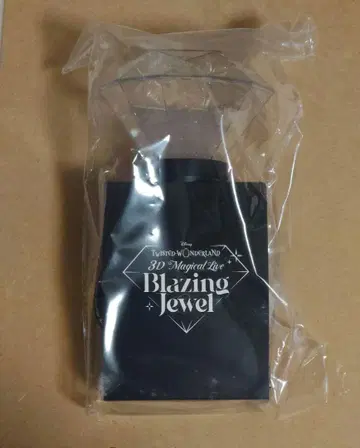 Disney
TWISTED-WONDERLAND
3D Magical Live
Blazing
Jewel